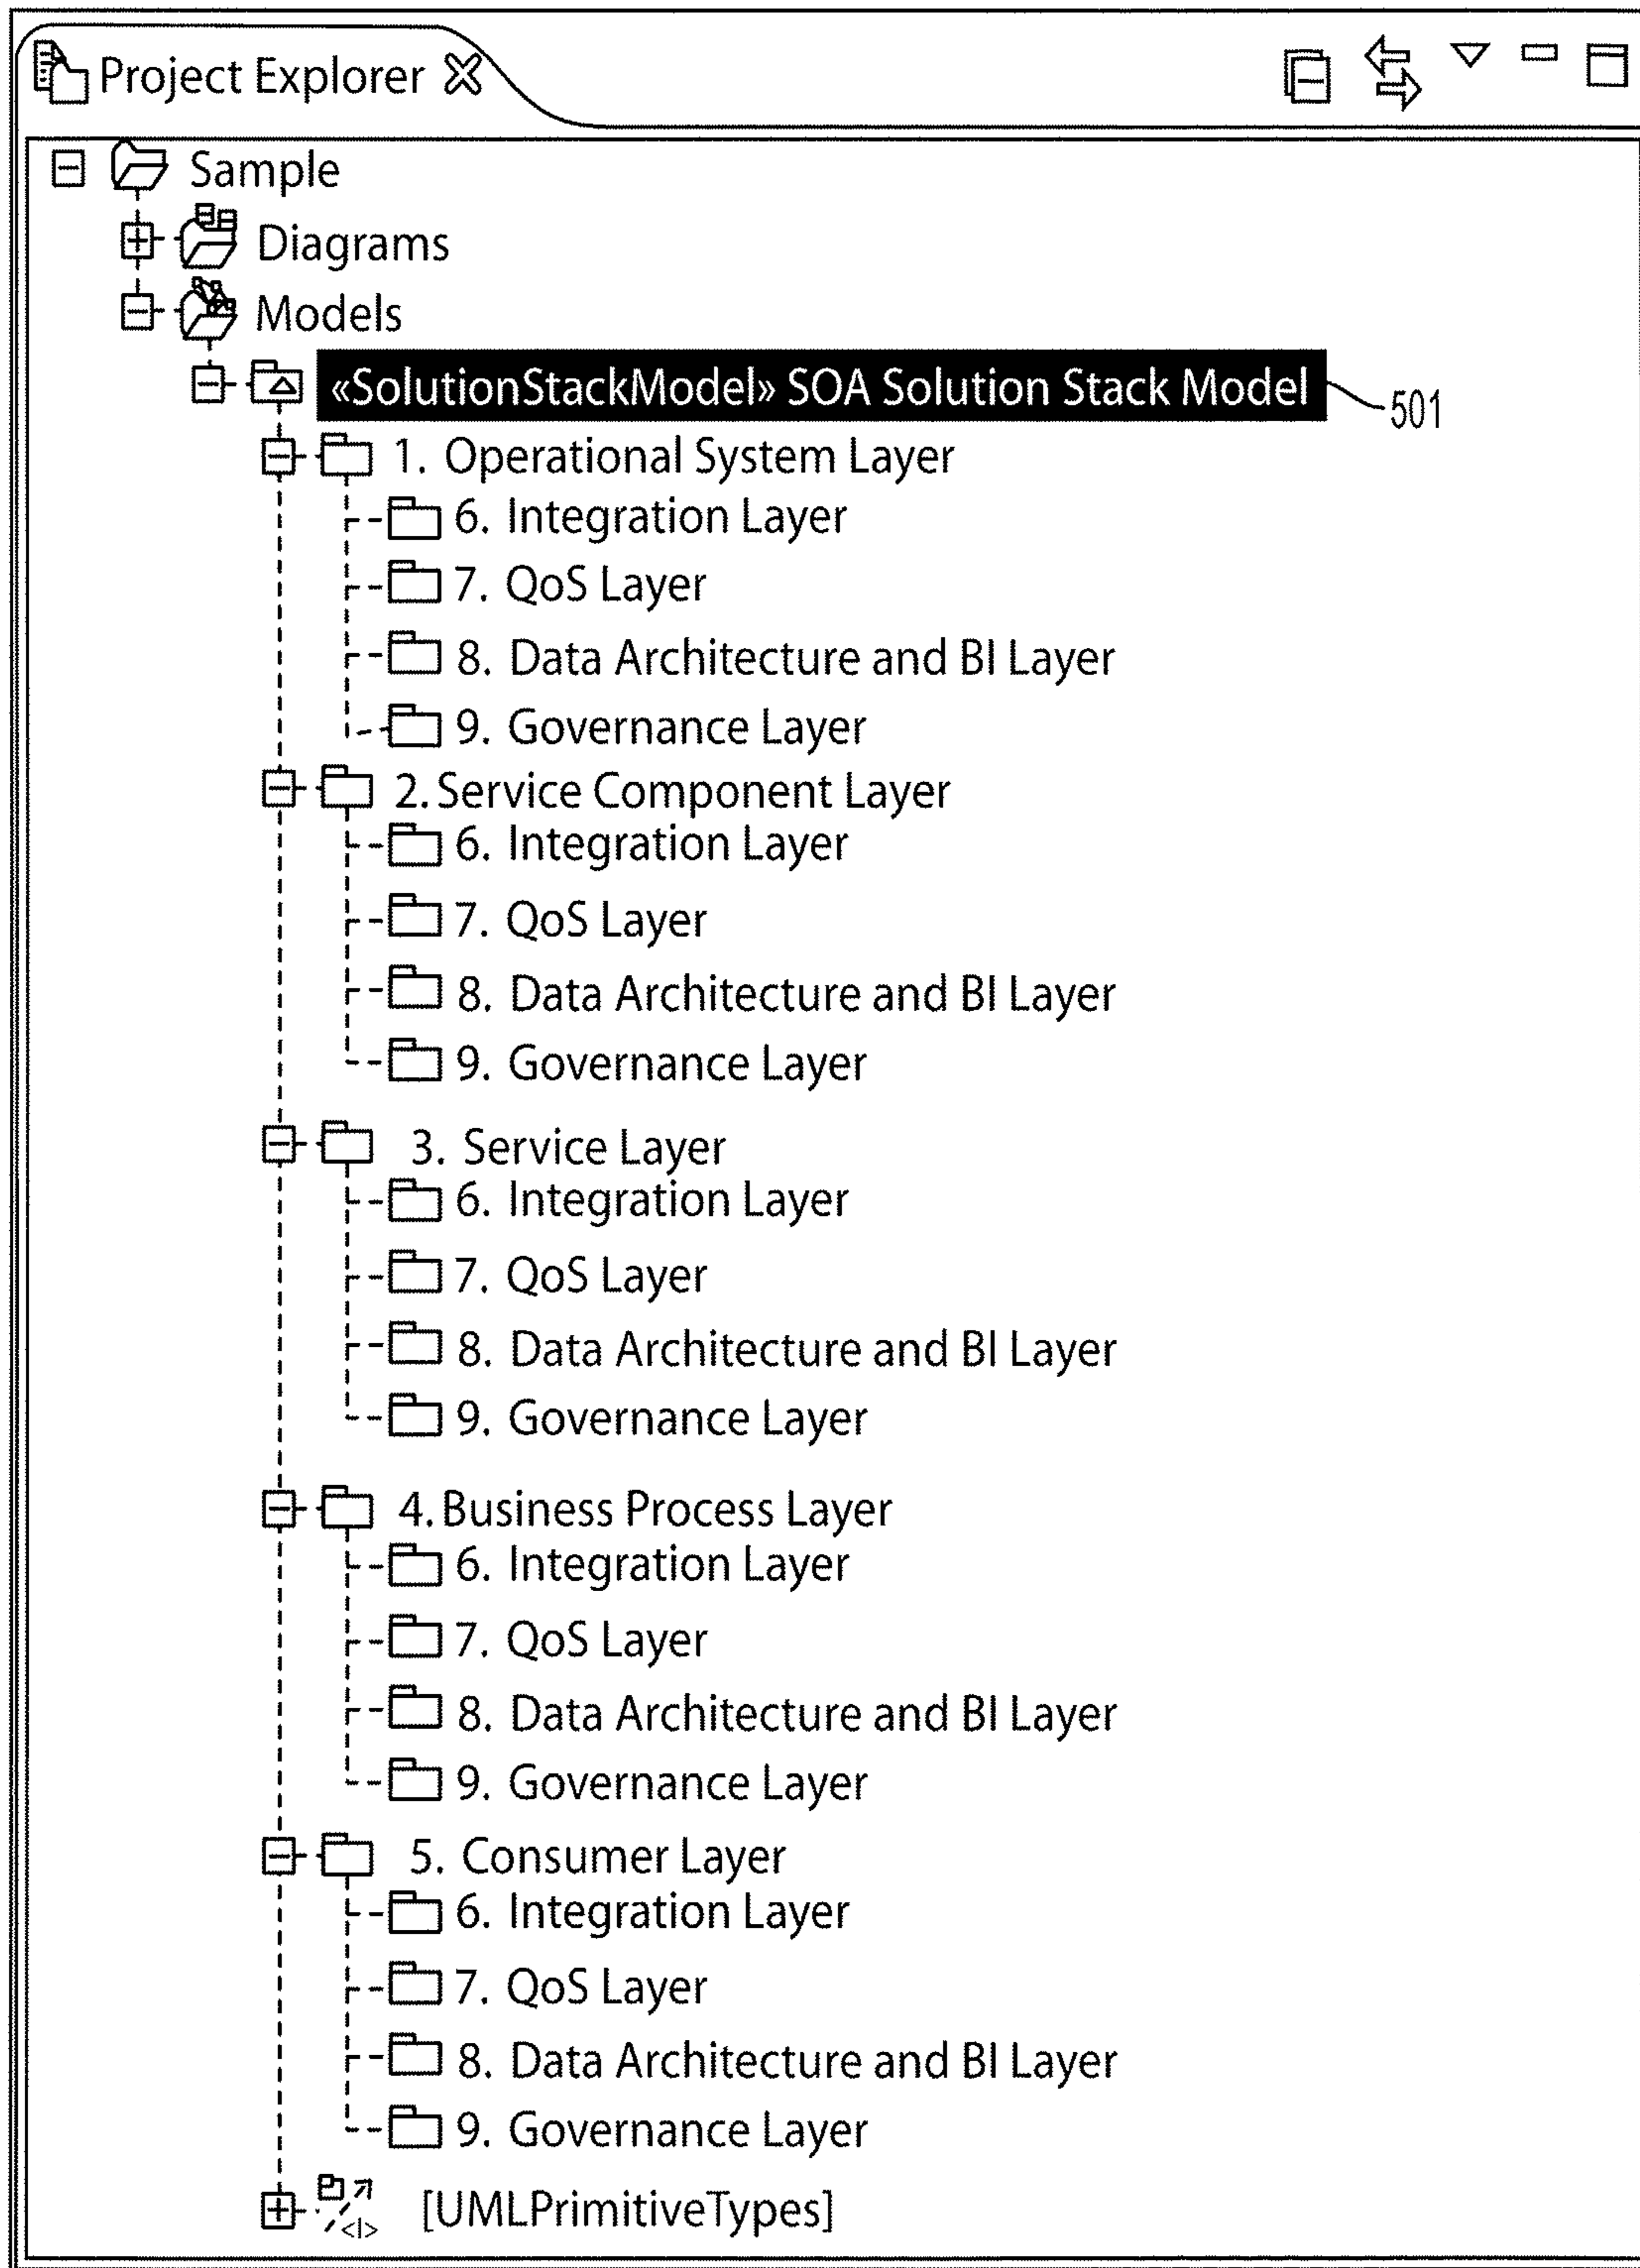 Project Explorer
Sample
Diagrams
Models
«SolutionStackModel» SOA Solution Stack Model
501
1. Operational System Layer
6. Integration Layer
7. QoS Layer
8. Data Architecture and BI Layer
9. Governance Layer
2. Service Component Layer
6. Integration Layer
7. QoS Layer
8. Data Architecture and BI Layer
9. Governance Layer
3. Service Layer
6. Integration Layer
7. QoS Layer
8. Data Architecture and BI Layer
9. Governance Layer
4. Business Process Layer
6. Integration Layer
7. QoS Layer
8. Data Architecture and BI Layer
9. Governance Layer
5. Consumer Layer
6. Integration Layer
7. QoS Layer
8. Data Architecture and BI Layer
9. Governance Layer
[UMLPrimitiveTypes]